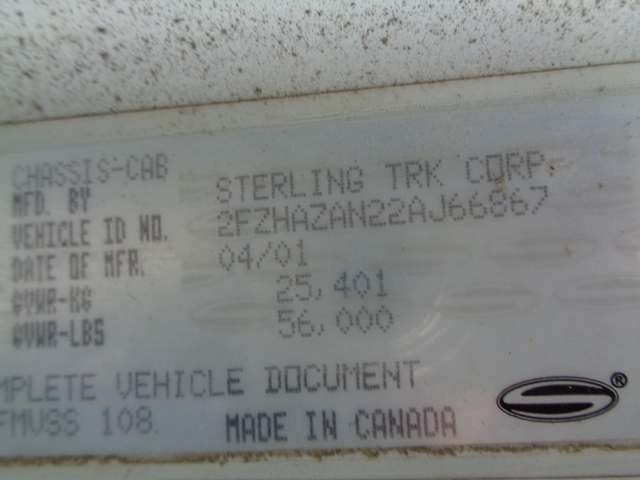 CHASSIS-CAB
MFD. BY STERLING TRK CORP.
VEHICLE ID NO. 2FZHAZAN22AJ66867
DATE OF MFR. 04/01
GVWR-KG 25,401
GVWR-LBS 56,000
MPLETE VEHICLE DOCUMENT
FMVSS 108.
MADE IN CANADA
®